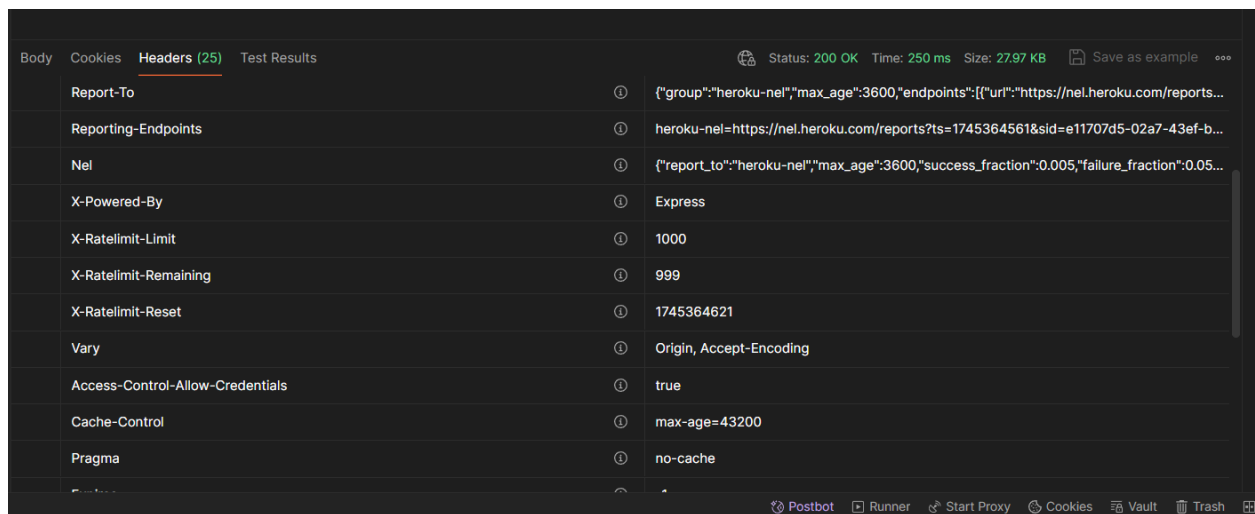 Body Cookies Headers (25) Test Results Status: 200 OK Time: 250 ms Size: 27.97 KB Save as example
Report-To {"group":"heroku-nel","max_age":3600,"endpoints":[{"url":"https://nel.heroku.com/reports...
Reporting-Endpoints heroku-nel=https://nel.heroku.com/reports?ts=1745364561&sid=e11707d5-02a7-43ef-b...
Nel {"report_to":"heroku-nel","max_age":3600,"success_fraction":0.005,"failure_fraction":0.05...
X-Powered-By Express
X-Ratelimit-Limit 1000
X-Ratelimit-Remaining 999
X-Ratelimit-Reset 1745364621
Vary Origin, Accept-Encoding
Access-Control-Allow-Credentials true
Cache-Control max-age=43200
Pragma no-cache
Postbot Runner Start Proxy Cookies Vault Trash